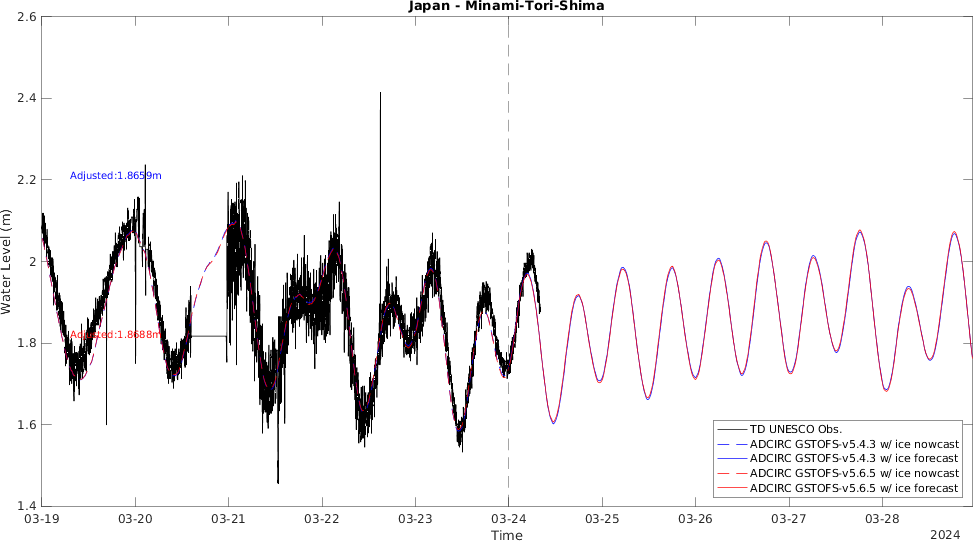 Japan - Minami-Tori-Shima
2.6
2.4
2.2
2
1.8
1.6
1.4
Water Level (m)
Adjusted:1.8659m
Adjusted:1.8688m
TD UNESCO Obs.
ADCIRC GSTOFS-v5.4.3 w/ ice nowcast
ADCIRC GSTOFS-v5.4.3 w/ ice forecast
ADCIRC GSTOFS-v5.6.5 w/ ice nowcast
ADCIRC GSTOFS-v5.6.5 w/ ice forecast
03-19 03-20 03-21 03-22 03-23 03-24 03-25 03-26 03-27 03-28
Time
2024